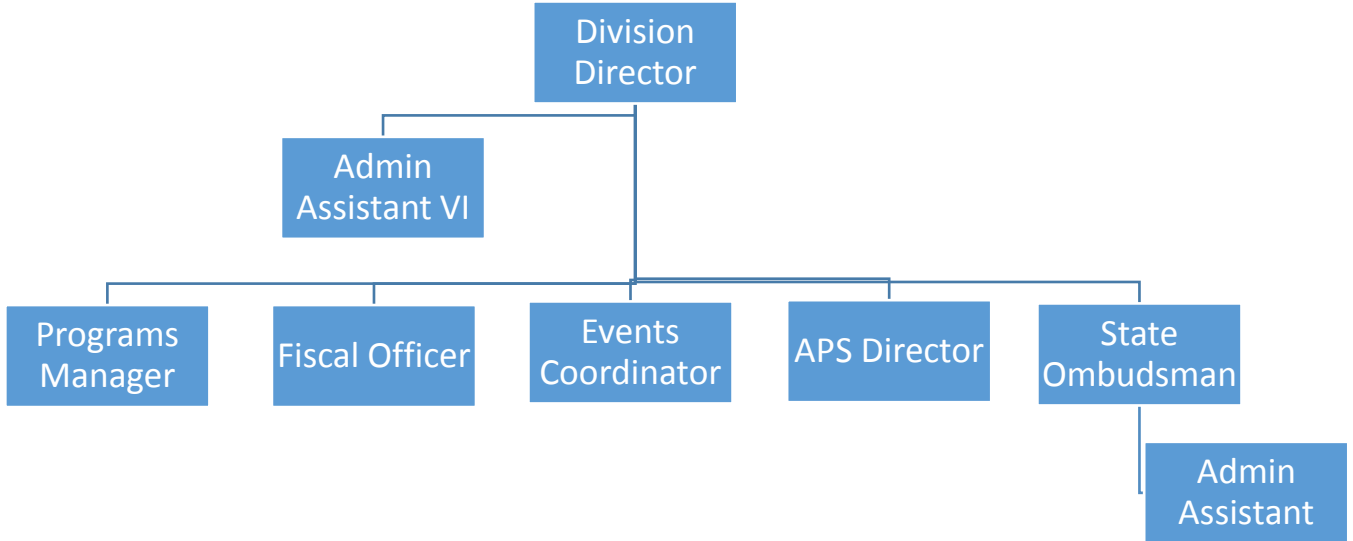 Division
Director
Admin
Assistant VI
Programs
Manager
Fiscal Officer
Events
Coordinator
APS Director
State
Ombudsman
Admin
Assistant